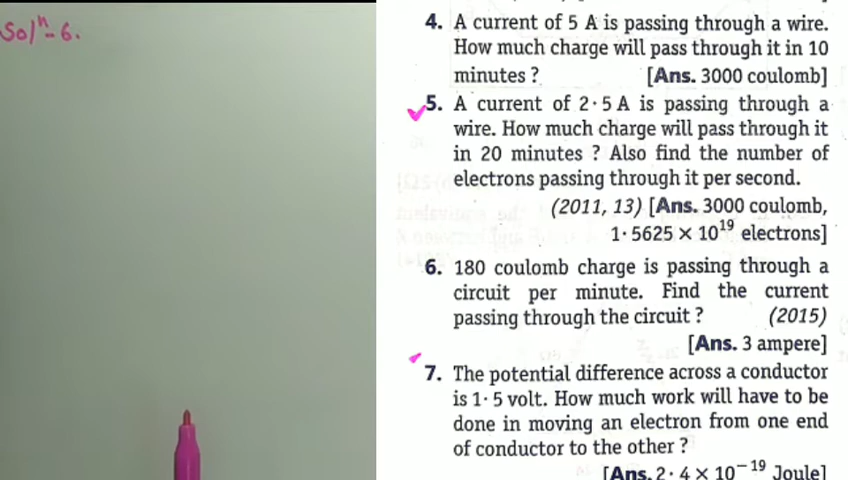 Solⁿ- 6.
4. A current of 5 A is passing through a wire.
How much charge will pass through it in 10
minutes ? [Ans. 3000 coulomb]
5. A current of 2·5 A is passing through a
wire. How much charge will pass through it
in 20 minutes ? Also find the number of
electrons passing through it per second.
(2011, 13) [Ans. 3000 coulomb,
1·5625 × 10¹⁹ electrons]
6. 180 coulomb charge is passing through a
circuit per minute. Find the current
passing through the circuit ? (2015)
[Ans. 3 ampere]
7. The potential difference across a conductor
is 1·5 volt. How much work will have to be
done in moving an electron from one end
of conductor to the other ?
[Ans. 2·4 × 10⁻¹⁹ Joule]